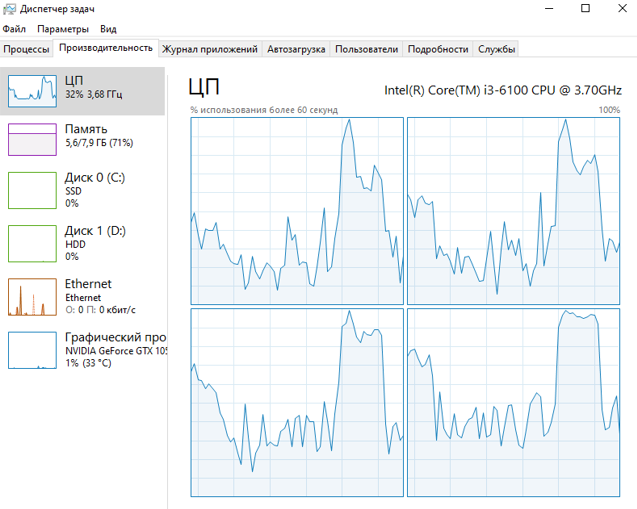 Диспетчер задач
Файл Параметры Вид
Процессы Производительность Журнал приложений Автозагрузка Пользователи Подробности Службы
ЦП
32% 3,68 ГГц
Память
5,6/7,9 ГБ (71%)
Диск 0 (C:)
SSD
0%
Диск 1 (D:)
HDD
0%
Ethernet
Ethernet
О: 0 П: 0 кбит/с
Графический про
NVIDIA GeForce GTX 105
1% (33 °C)
ЦП Intel(R) Core(TM) i3-6100 CPU @ 3.70GHz
% использования более 60 секунд 100%